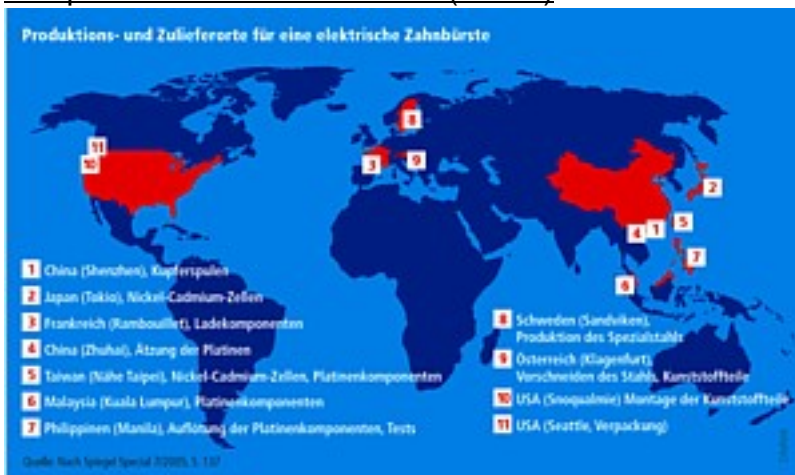 Produktions- und Zulieferorte für eine elektrische Zahnbürste
11
10
8
3
9
2
4
1
5
7
6
1 China (Shenzhen), Kupferspulen
2 Japan (Tokio), Nickel-Cadmium-Zellen
3 Frankreich (Rambouillet), Ladekomponenten
4 China (Zhuhai), Ätzung der Platinen
5 Taiwan (Nähe Taipei), Nickel-Cadmium-Zellen, Platinenkomponenten
6 Malaysia (Kuala Lumpur), Platinenkomponenten
7 Philippinen (Manila), Auflötung der Platinenkomponenten, Tests
8 Schweden (Sandviken),
Produktion des Spezialstahls
9 Österreich (Klagenfurt),
Vorschneiden des Stahls, Kunststoffteile
10 USA (Snoqualmie) Montage der Kunststoffteile
11 USA (Seattle, Verpackung)
Quelle: Nach Spiegel Special 7/2005, S. 137